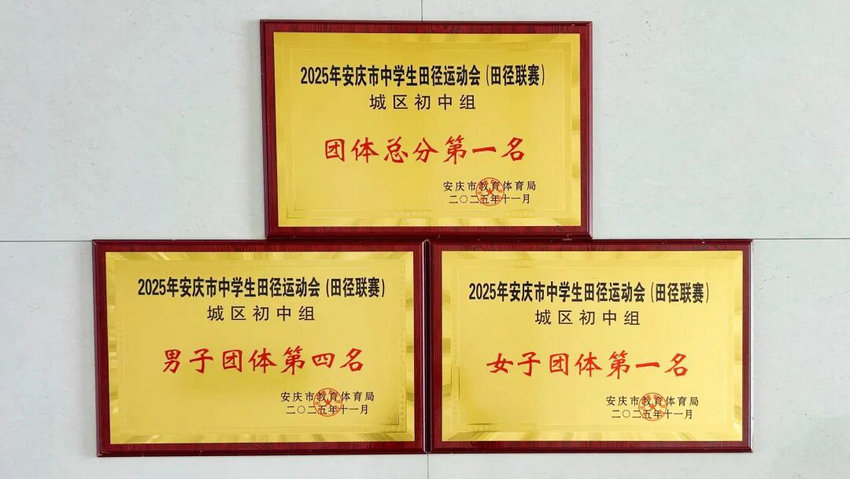 2025年安庆市中学生田径运动会（田径联赛）
城区初中组
团体总分第一名
安庆市教育体育局
二〇二五年十一月
2025年安庆市中学生田径运动会（田径联赛）
城区初中组
男子团体第四名
安庆市教育体育局
二〇二五年十一月
2025年安庆市中学生田径运动会（田径联赛）
城区初中组
女子团体第一名
安庆市教育体育局
二〇二五年十一月